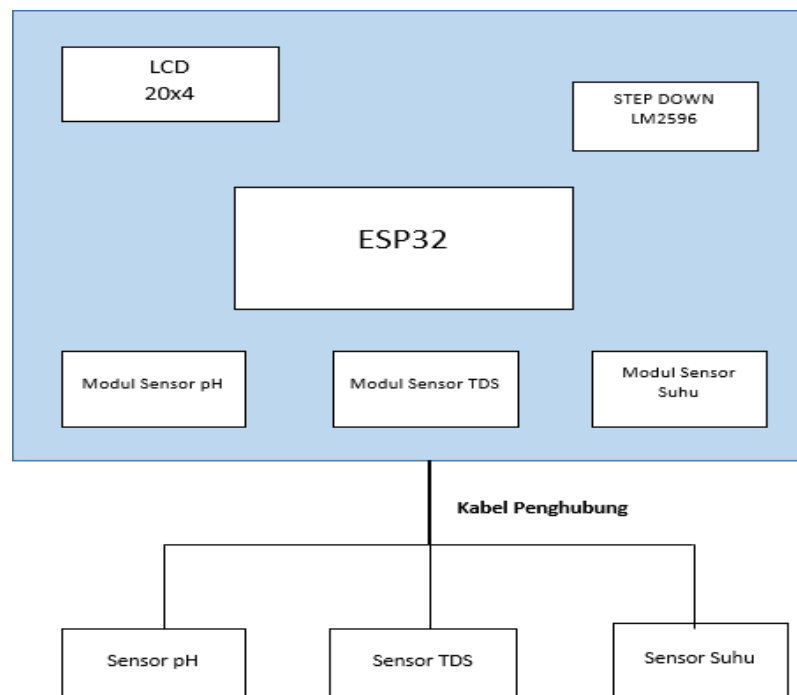 LCD
20x4
STEP DOWN
LM2596
ESP32
Modul Sensor pH
Modul Sensor TDS
Modul Sensor
Suhu
Kabel Penghubung
Sensor pH
Sensor TDS
Sensor Suhu